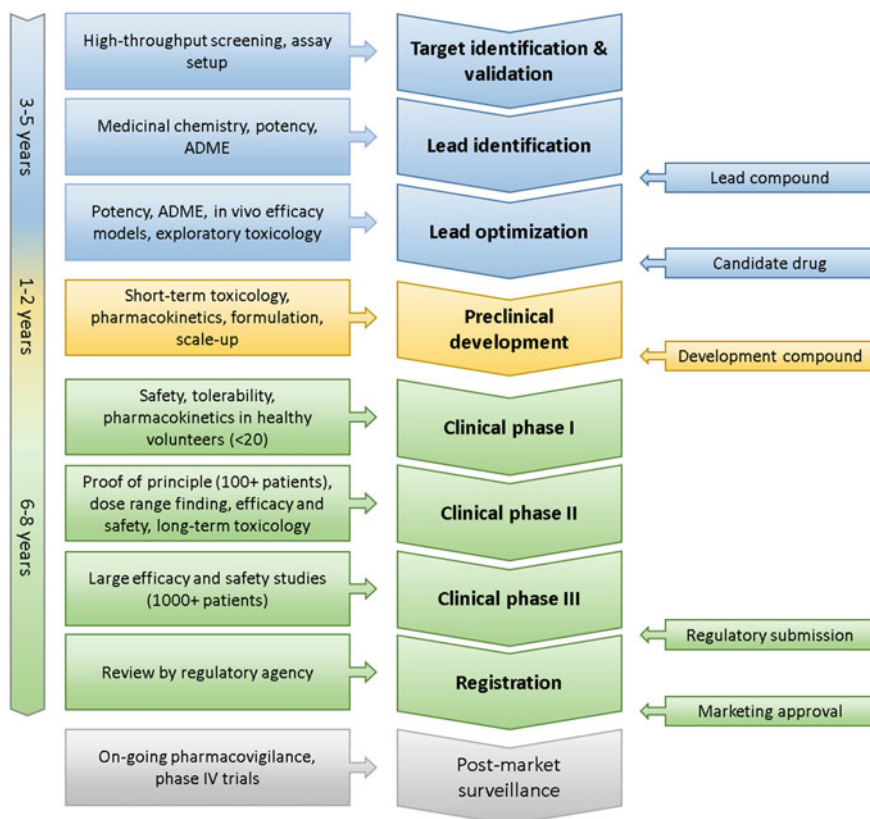 3-5 years
1-2 years
6-8 years
High-throughput screening, assay
setup
Target identification &
validation
Medicinal chemistry, potency,
ADME
Lead identification
Lead compound
Potency, ADME, in vivo efficacy
models, exploratory toxicology
Lead optimization
Candidate drug
Short-term toxicology,
pharmacokinetics, formulation,
scale-up
Preclinical
development
Development compound
Safety, tolerability,
pharmacokinetics in healthy
volunteers (<20)
Clinical phase I
Proof of principle (100+ patients),
dose range finding, efficacy and
safety, long-term toxicology
Clinical phase II
Large efficacy and safety studies
(1000+ patients)
Clinical phase III
Regulatory submission
Review by regulatory agency
Registration
Marketing approval
On-going pharmacovigilance,
phase IV trials
Post-market
surveillance